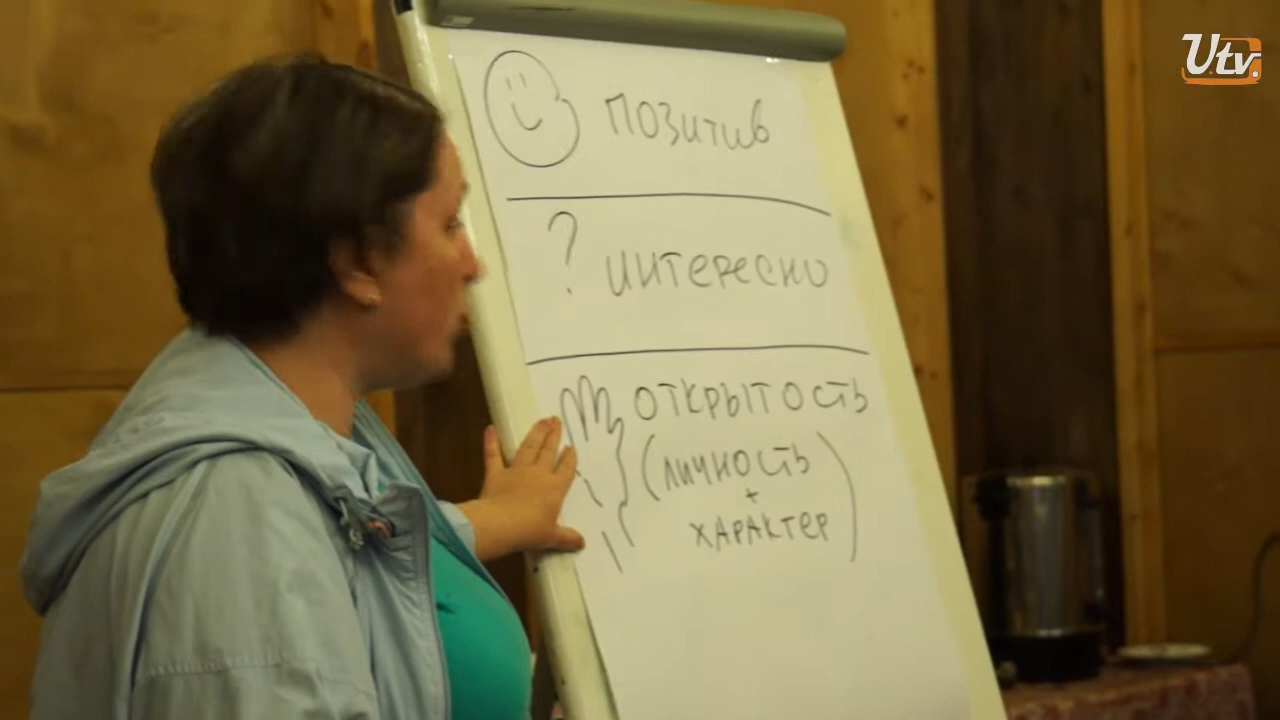 Utv.
позитив
? интересно
открытость
(личность
+
характер)